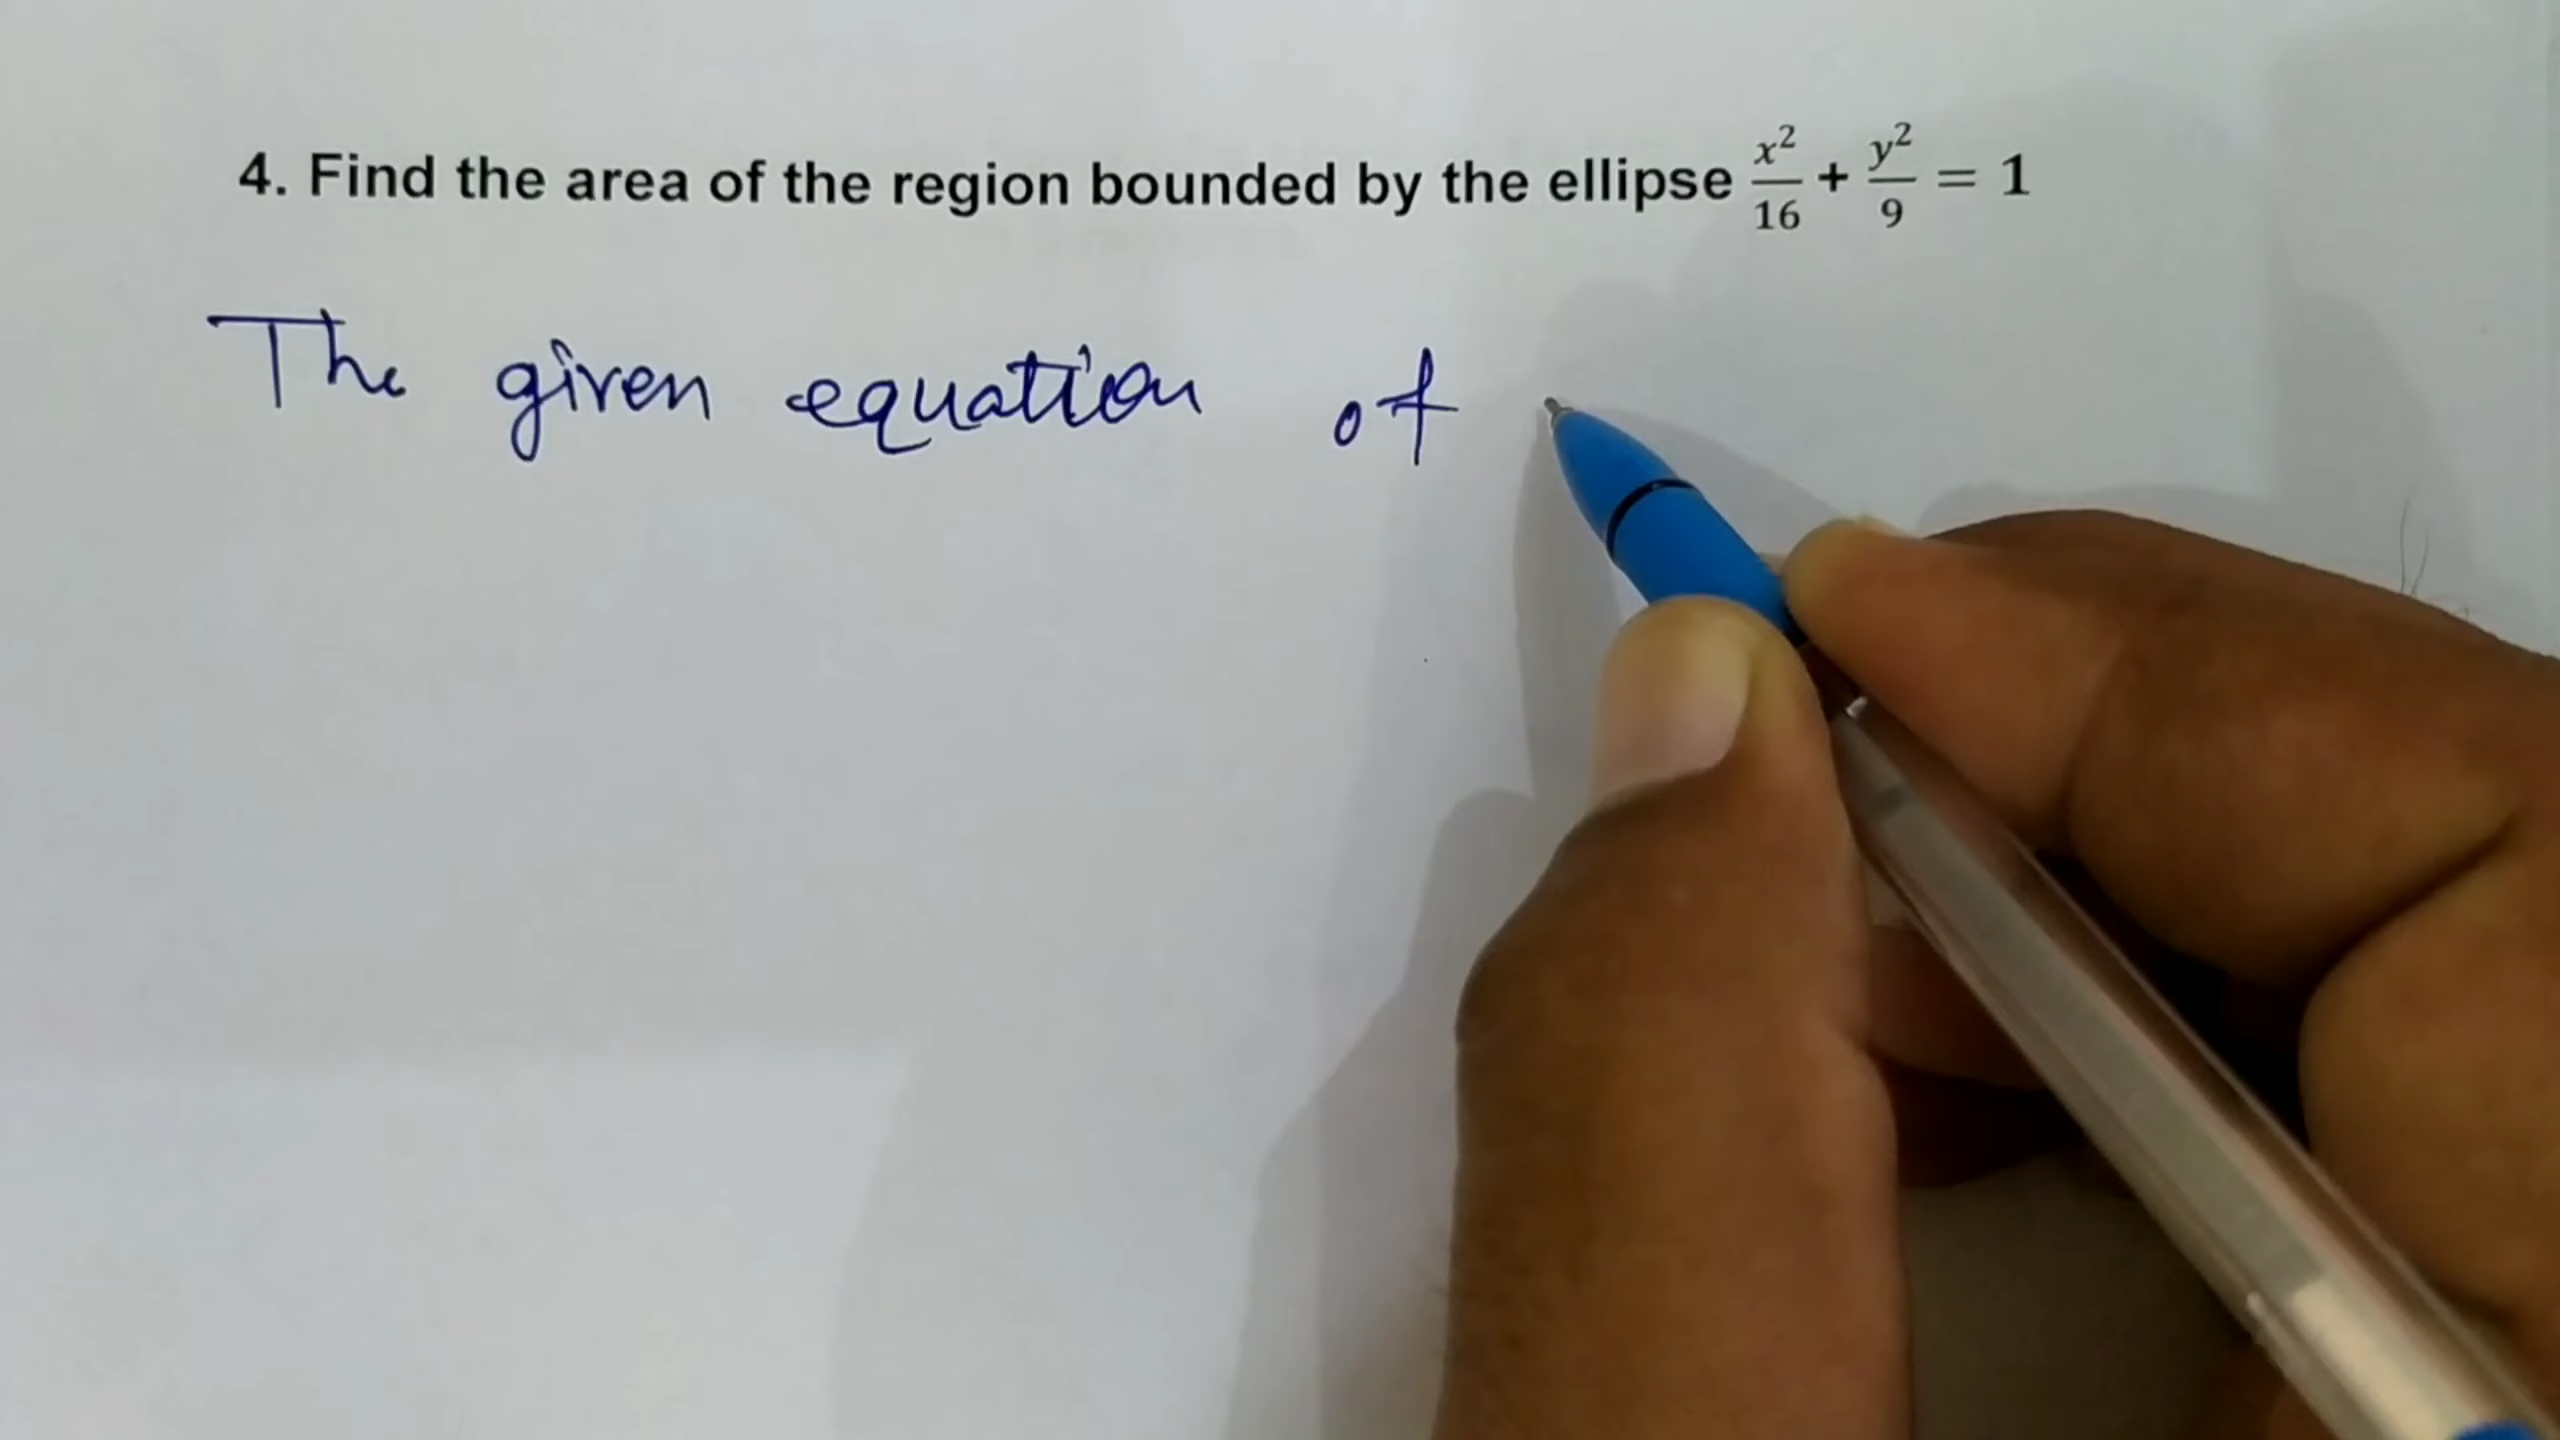 4. Find the area of the region bounded by the ellipse x²/16 + y²/9 = 1
The given equation of